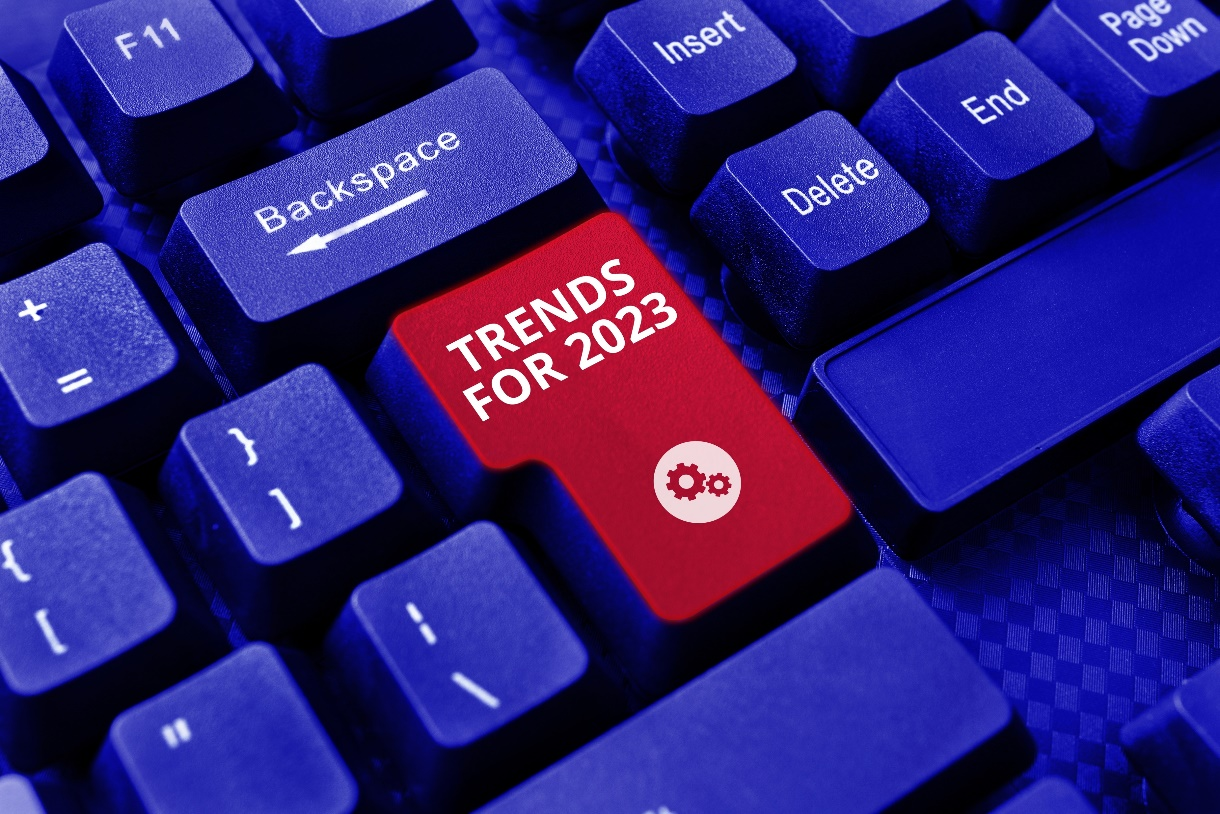 F11
Insert
Page
Down
End
Backspace
Delete
+
=
TRENDS
FOR 2023
}
]
{
[
¦
\
"